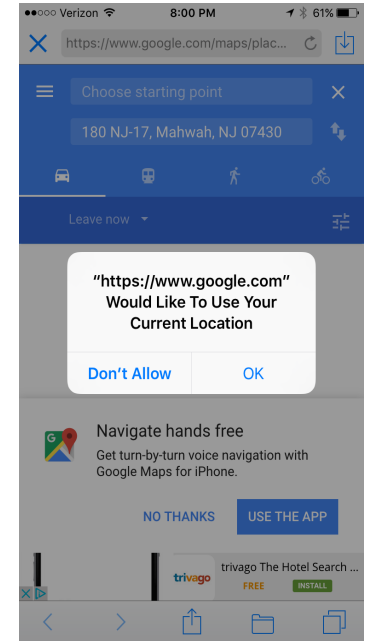 Verizon 8:00 PM 61%
https://www.google.com/maps/plac...
Choose starting point
180 NJ-17, Mahwah, NJ 07430
Leave now
"https://www.google.com"
Would Like To Use Your
Current Location
Don't Allow OK
G
Navigate hands free
Get turn-by-turn voice navigation with
Google Maps for iPhone.
NO THANKS USE THE APP
trivago
trivago The Hotel Search ...
FREE INSTALL